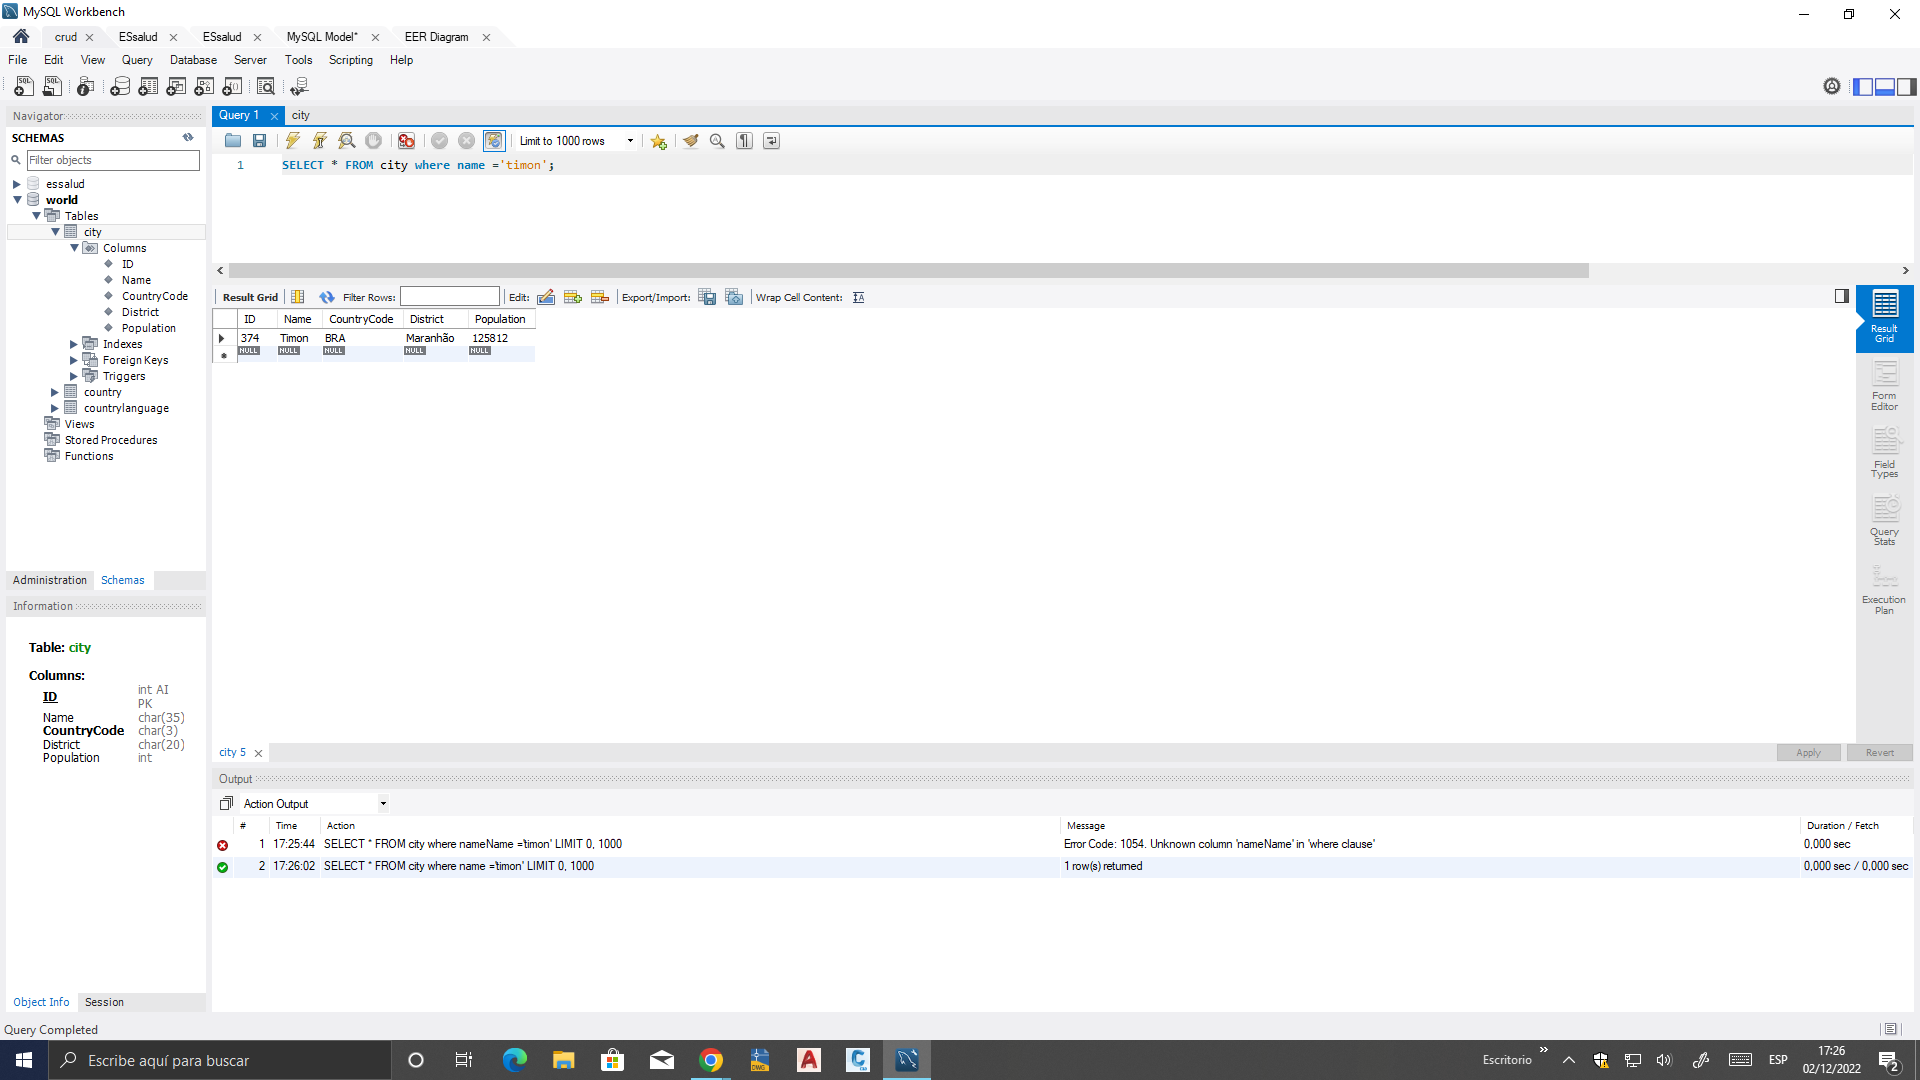 MySQL Workbench
crud
ESsalud
ESsalud
MySQL Model*
EER Diagram
File Edit View Query Database Server Tools Scripting Help
Navigator
SCHEMAS
Filter objects
essalud
world
Tables
city
Columns
ID
Name
CountryCode
District
Population
Indexes
Foreign Keys
Triggers
country
countrylanguage
Views
Stored Procedures
Functions
Administration Schemas
Information
Table: city
Columns:
ID int AI PK
Name char(35)
CountryCode char(3)
District char(20)
Population int
Object Info Session
Query Completed
Query 1 city
Limit to 1000 rows
1 SELECT * FROM city where name ='timon';
Result Grid Filter Rows: Edit: Export/Import: Wrap Cell Content:
ID Name CountryCode District Population
374 Timon BRA Maranhão 125812
NULL NULL NULL NULL NULL
Result Grid
Form Editor
Field Types
Query Stats
Execution Plan
city 5
Apply Revert
Output
Action Output
# Time Action Message Duration / Fetch
1 17:25:44 SELECT * FROM city where nameName ='timon' LIMIT 0, 1000 Error Code: 1054. Unknown column 'nameName' in 'where clause' 0,000 sec
2 17:26:02 SELECT * FROM city where name ='timon' LIMIT 0, 1000 1 row(s) returned 0,000 sec / 0,000 sec
Escribe aquí para buscar
Escritorio
ESP
17:26
02/12/2022
2